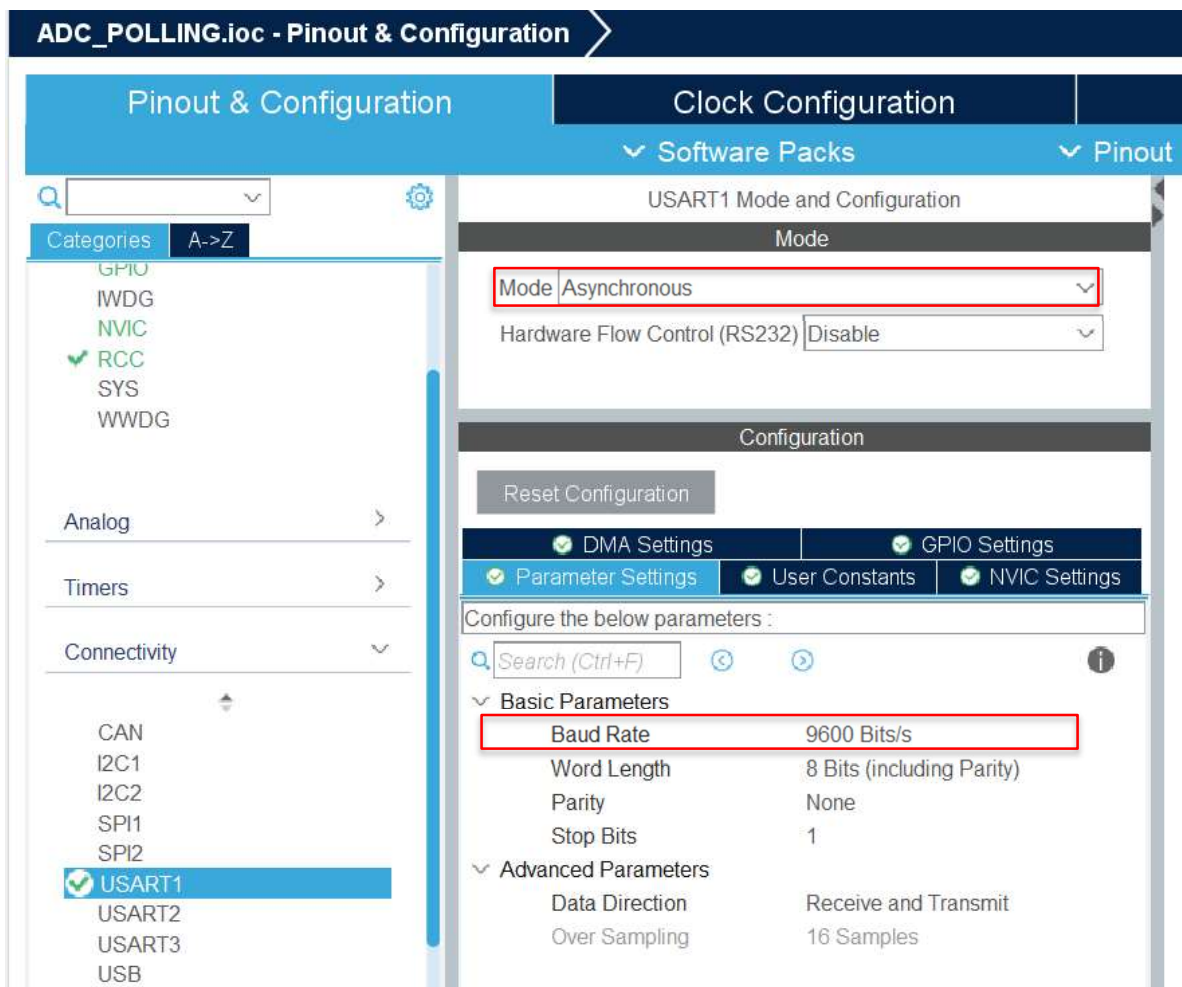 ADC_POLLING.ioc - Pinout & Configuration
Pinout & Configuration
Clock Configuration
Software Packs
Pinout
Categories
A->Z
GPIO
IWDG
NVIC
RCC
SYS
WWDG
Analog
Timers
Connectivity
CAN
I2C1
I2C2
SPI1
SPI2
USART1
USART2
USART3
USB
USART1 Mode and Configuration
Mode
Mode Asynchronous
Hardware Flow Control (RS232) Disable
Configuration
Reset Configuration
DMA Settings
GPIO Settings
Parameter Settings
User Constants
NVIC Settings
Configure the below parameters :
Search (Ctrl+F)
Basic Parameters
Baud Rate 9600 Bits/s
Word Length 8 Bits (including Parity)
Parity None
Stop Bits 1
Advanced Parameters
Data Direction Receive and Transmit
Over Sampling 16 Samples